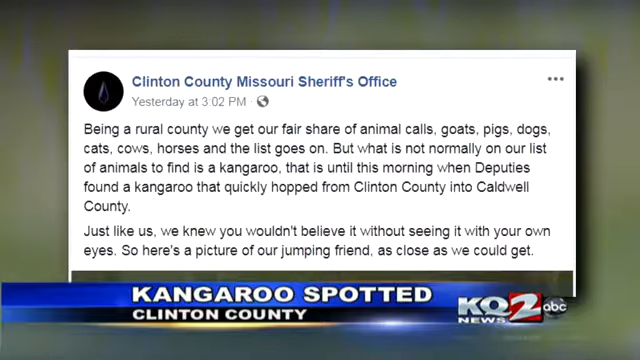 Clinton County Missouri Sheriff's Office
Yesterday at 3:02 PM ·
Being a rural county we get our fair share of animal calls, goats, pigs, dogs,
cats, cows, horses and the list goes on. But what is not normally on our list
of animals to find is a kangaroo, that is until this morning when Deputies
found a kangaroo that quickly hopped from Clinton County into Caldwell
County.
Just like us, we knew you wouldn't believe it without seeing it with your own
eyes. So here's a picture of our jumping friend, as close as we could get.
KANGAROO SPOTTED
CLINTON COUNTY
KQ2 abc
NEWS